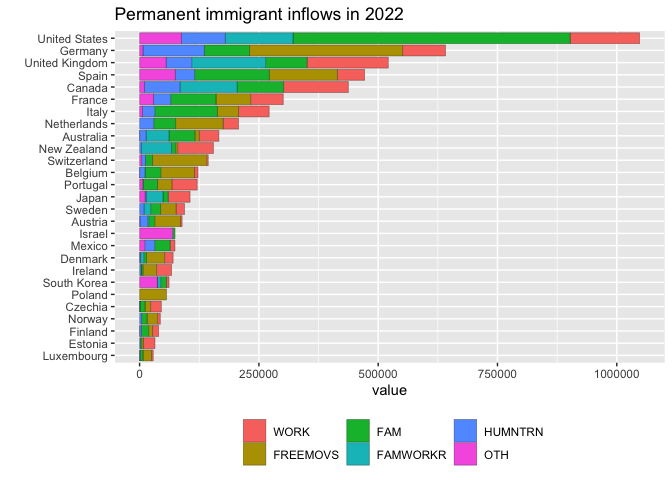 Permanent immigrant inflows in 2022
United States
Germany
United Kingdom
Spain
Canada
France
Italy
Netherlands
Australia
New Zealand
Switzerland
Belgium
Portugal
Japan
Sweden
Austria
Israel
Mexico
Denmark
Ireland
South Korea
Poland
Czechia
Norway
Finland
Estonia
Luxembourg
0 250000 500000 750000 1000000
value
WORK FAM HUMNTRN
FREEMOVS FAMWORKR OTH